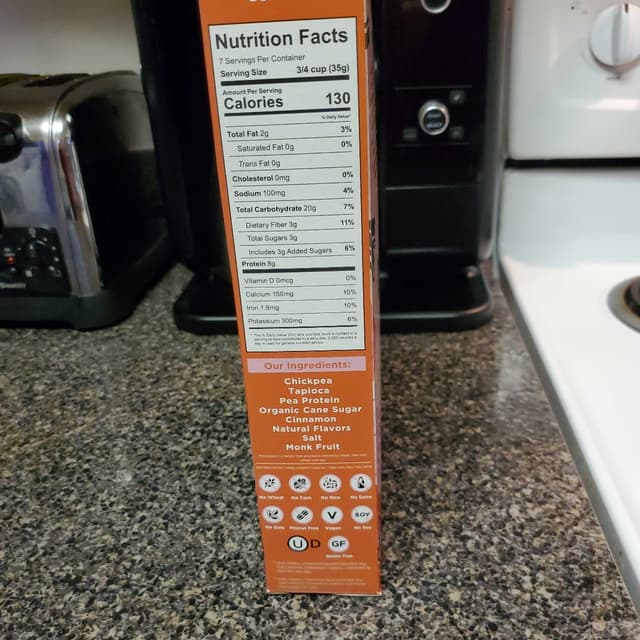 Nutrition Facts
7 Servings Per Container
Serving Size 3/4 cup (35g)
Amount Per Serving
Calories 130
% Daily Value*
Total Fat 2g 3%
Saturated Fat 0g 0%
Trans Fat 0g
Cholesterol 0mg 0%
Sodium 100mg 4%
Total Carbohydrate 20g 7%
Dietary Fiber 3g 11%
Total Sugars 3g
Includes 3g Added Sugars 6%
Protein 8g
Vitamin D 0mcg 0%
Calcium 150mg 10%
Iron 1.9mg 10%
Potassium 300mg 6%
Our Ingredients:
Chickpea
Tapioca
Pea Protein
Organic Cane Sugar
Cinnamon
Natural Flavors
Salt
Monk Fruit
No Wheat No Corn No Rice No Dairy
No Oats Peanut Free Vegan No Soy
SOY
U D GF
Gluten Free